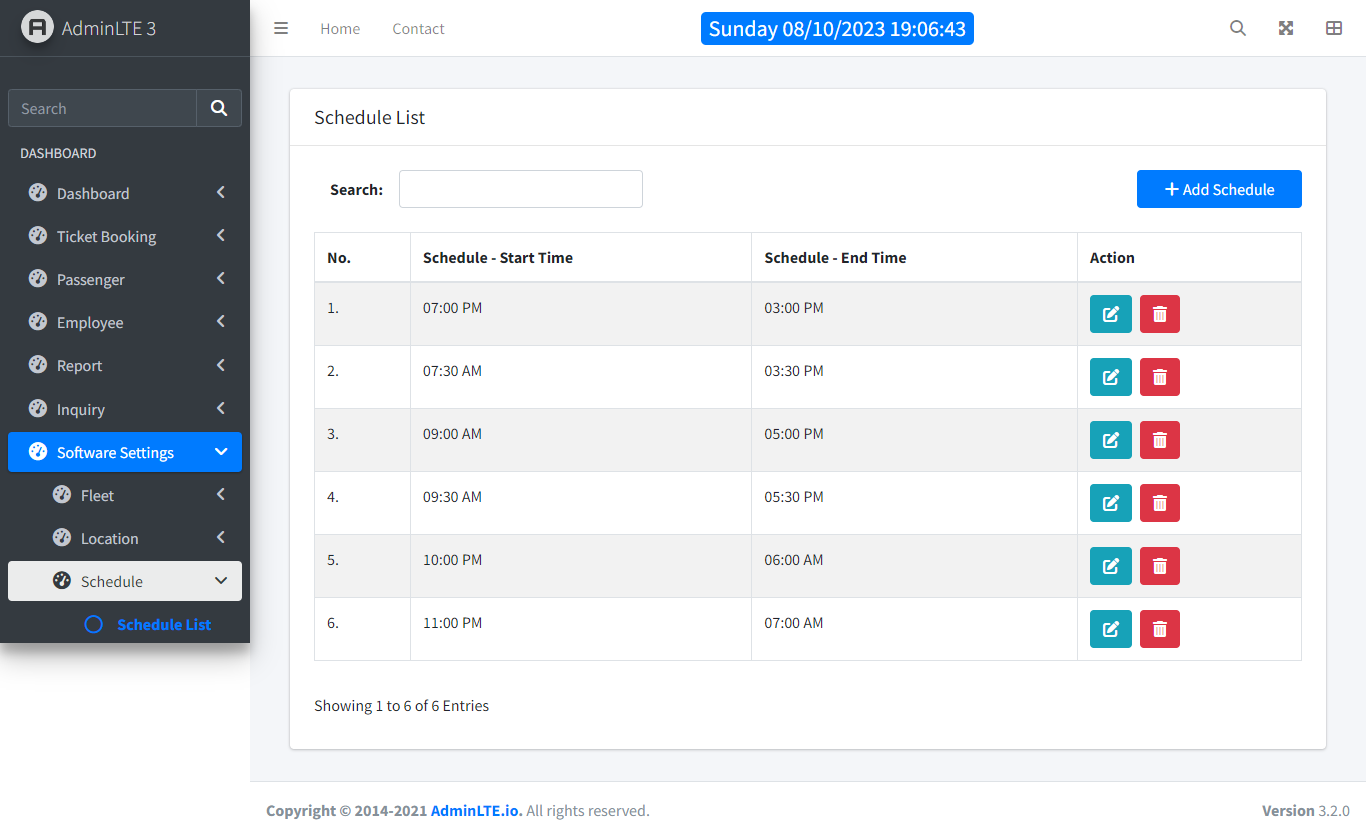 AdminLTE 3
Home Contact Sunday 08/10/2023 19:06:43
Search
DASHBOARD
Dashboard
Ticket Booking
Passenger
Employee
Report
Inquiry
Software Settings
Fleet
Location
Schedule
Schedule List
Schedule List
Search: Add Schedule
No. Schedule - Start Time Schedule - End Time Action
1. 07:00 PM 03:00 PM
2. 07:30 AM 03:30 PM
3. 09:00 AM 05:00 PM
4. 09:30 AM 05:30 PM
5. 10:00 PM 06:00 AM
6. 11:00 PM 07:00 AM
Showing 1 to 6 of 6 Entries
Copyright © 2014-2021 AdminLTE.io. All rights reserved. Version 3.2.0